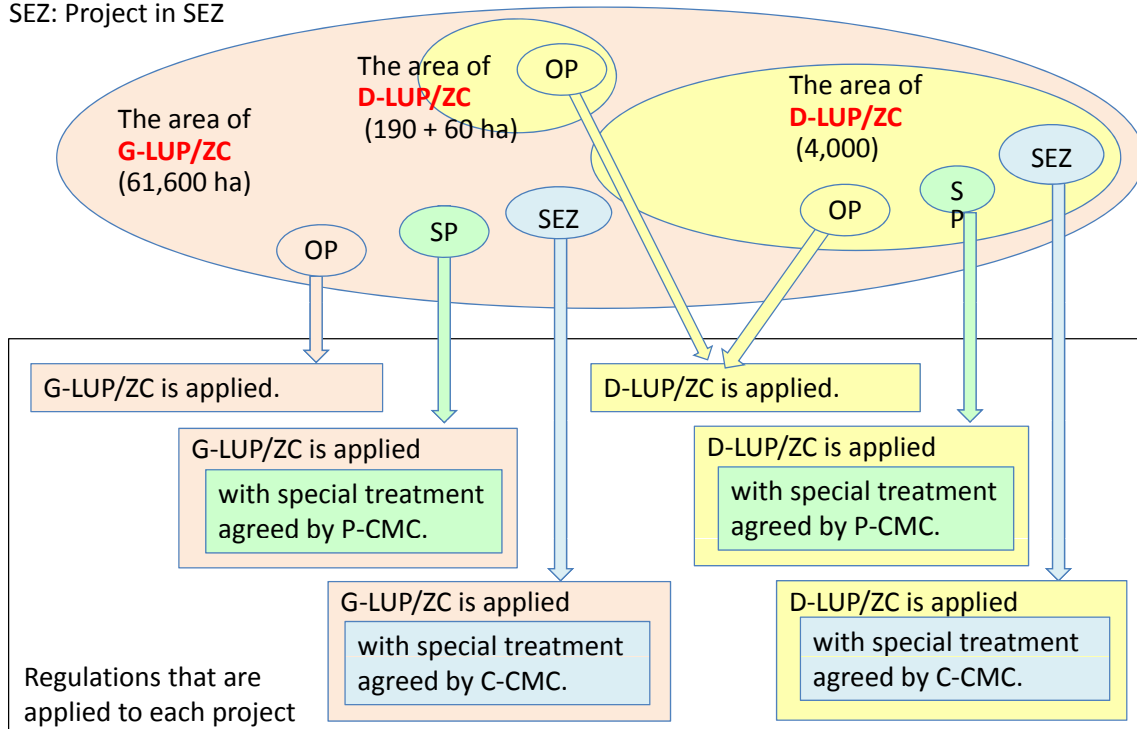 SEZ: Project in SEZ
The area of
D-LUP/ZC
(190 + 60 ha)
OP
The area of
D-LUP/ZC
(4,000)
The area of
G-LUP/ZC
(61,600 ha)
SEZ
S
P
OP
SEZ
SP
OP
G-LUP/ZC is applied.
D-LUP/ZC is applied.
G-LUP/ZC is applied
with special treatment
agreed by P-CMC.
D-LUP/ZC is applied
with special treatment
agreed by P-CMC.
G-LUP/ZC is applied
with special treatment
agreed by C-CMC.
D-LUP/ZC is applied
with special treatment
agreed by C-CMC.
Regulations that are
applied to each project